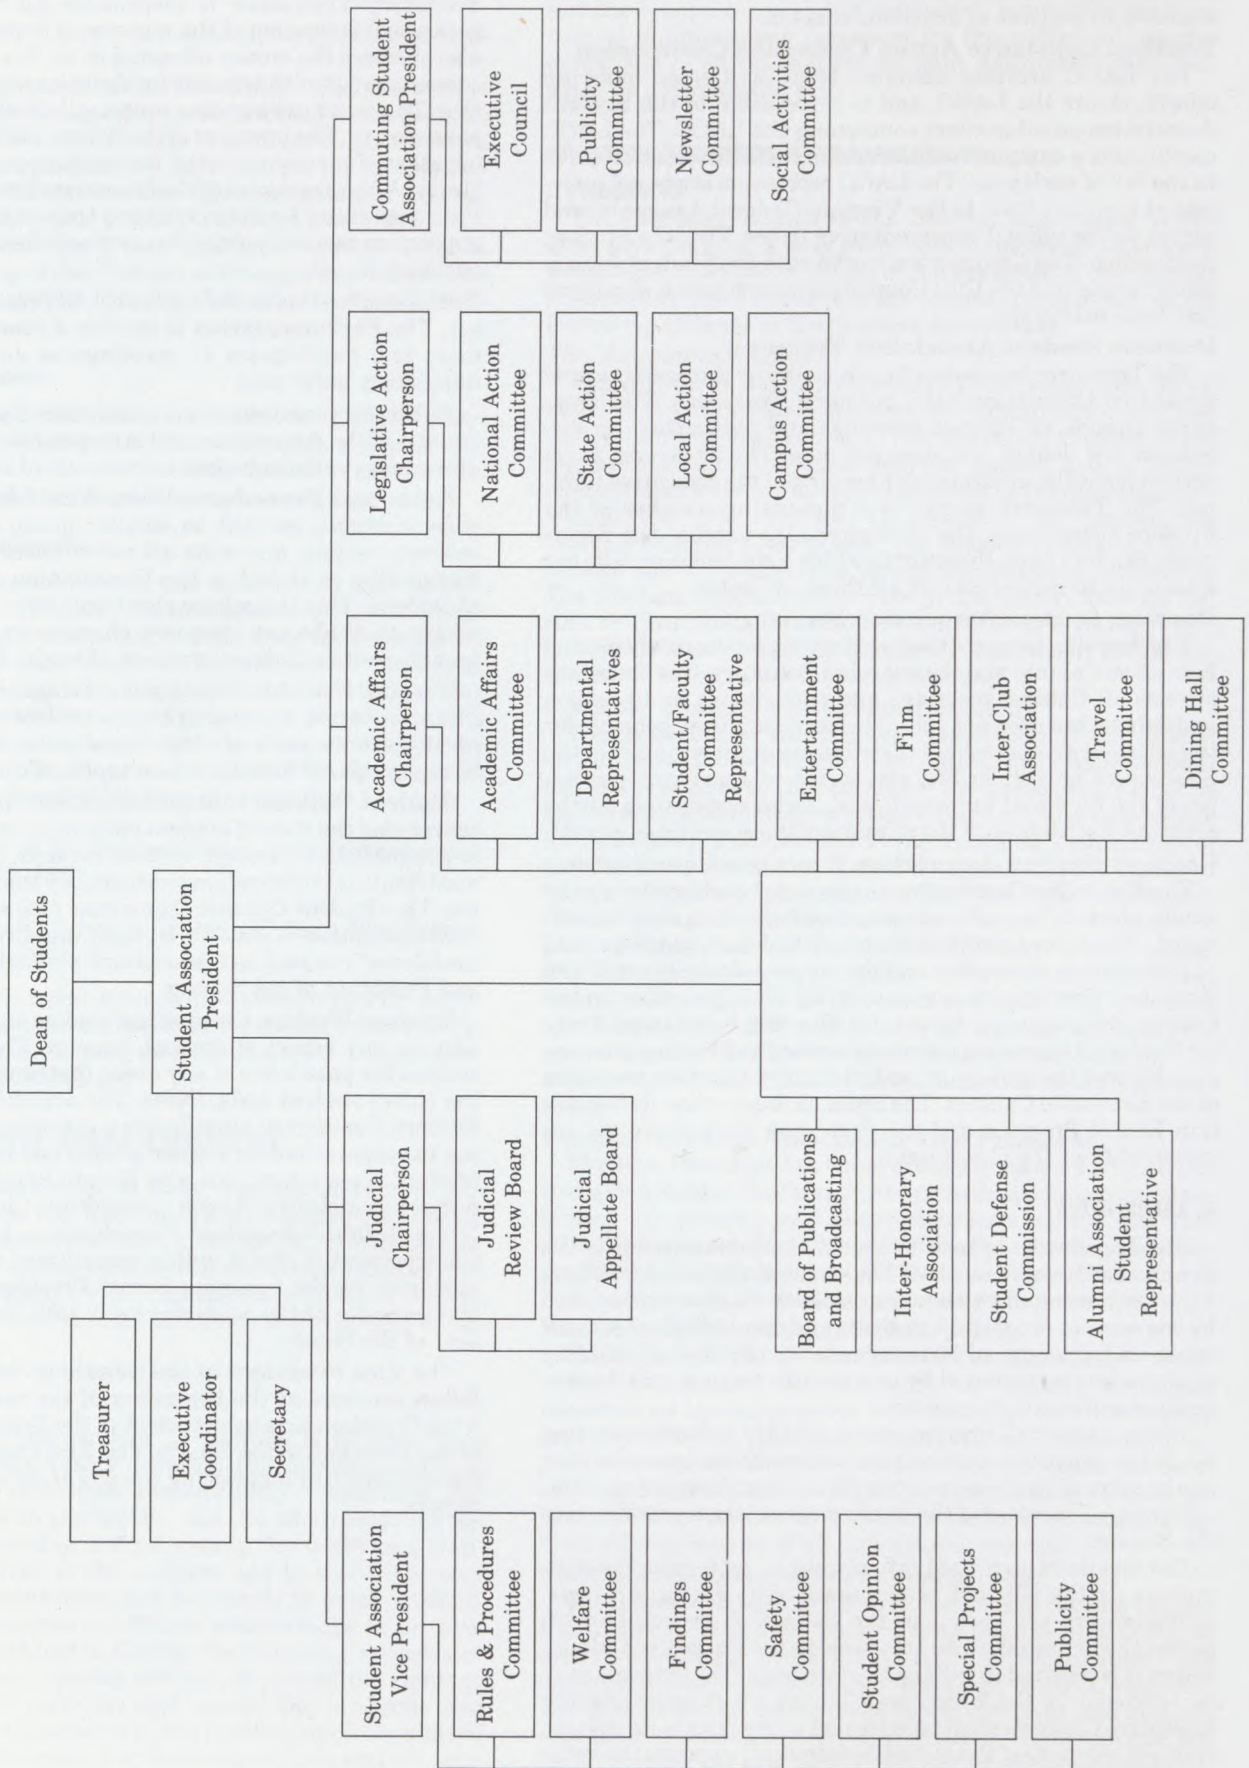 Dean of Students
Student Association
President
Treasurer
Executive
Coordinator
Secretary
Student Association
Vice President
Rules & Procedures
Committee
Welfare
Committee
Findings
Committee
Safety
Committee
Student Opinion
Committee
Special Projects
Committee
Publicity
Committee
Judicial
Chairperson
Judicial
Review Board
Judicial
Appellate Board
Academic Affairs
Chairperson
Academic Affairs
Committee
Departmental
Representatives
Student/Faculty
Committee
Representative
Legislative Action
Chairperson
National Action
Committee
State Action
Committee
Local Action
Committee
Campus Action
Committee
Commuting Student
Association President
Executive
Council
Publicity
Committee
Newsletter
Committee
Social Activities
Committee
Board of Publications
and Broadcasting
Inter-Honorary
Association
Student Defense
Commission
Alumni Association
Student
Representative
Entertainment
Committee
Film
Committee
Inter-Club
Association
Travel
Committee
Dining Hall
Committee